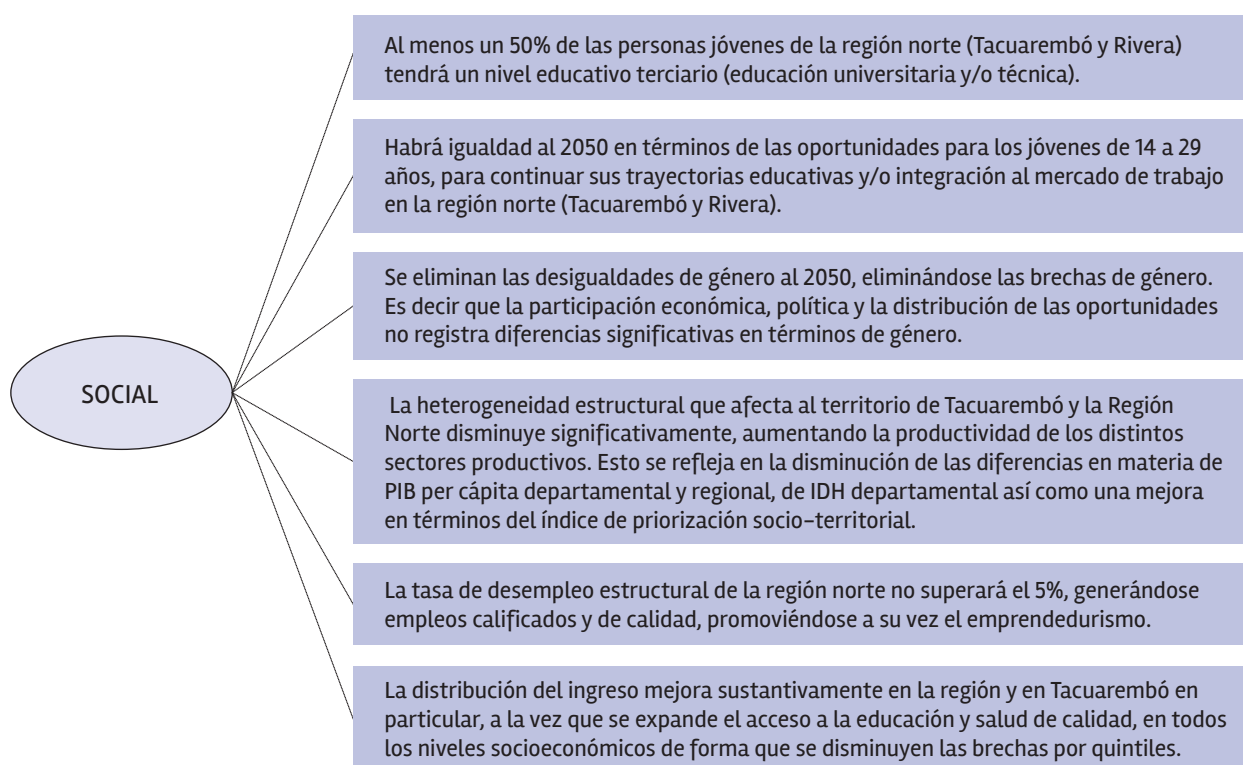 Al menos un 50% de las personas jóvenes de la región norte (Tacuarembó y Rivera)
tendrá un nivel educativo terciario (educación universitaria y/o técnica).
Habrá igualdad al 2050 en términos de las oportunidades para los jóvenes de 14 a 29
años, para continuar sus trayectorias educativas y/o integración al mercado de trabajo
en la región norte (Tacuarembó y Rivera).
Se eliminan las desigualdades de género al 2050, eliminándose las brechas de género.
Es decir que la participación económica, política y la distribución de las oportunidades
no registra diferencias significativas en términos de género.
SOCIAL
La heterogeneidad estructural que afecta al territorio de Tacuarembó y la Región
Norte disminuye significativamente, aumentando la productividad de los distintos
sectores productivos. Esto se refleja en la disminución de las diferencias en materia de
PIB per cápita departamental y regional, de IDH departamental así como una mejora
en términos del índice de priorización socio-territorial.
La tasa de desempleo estructural de la región norte no superará el 5%, generándose
empleos calificados y de calidad, promoviéndose a su vez el emprendedurismo.
La distribución del ingreso mejora sustantivamente en la región y en Tacuarembó en
particular, a la vez que se expande el acceso a la educación y salud de calidad, en todos
los niveles socioeconómicos de forma que se disminuyen las brechas por quintiles.